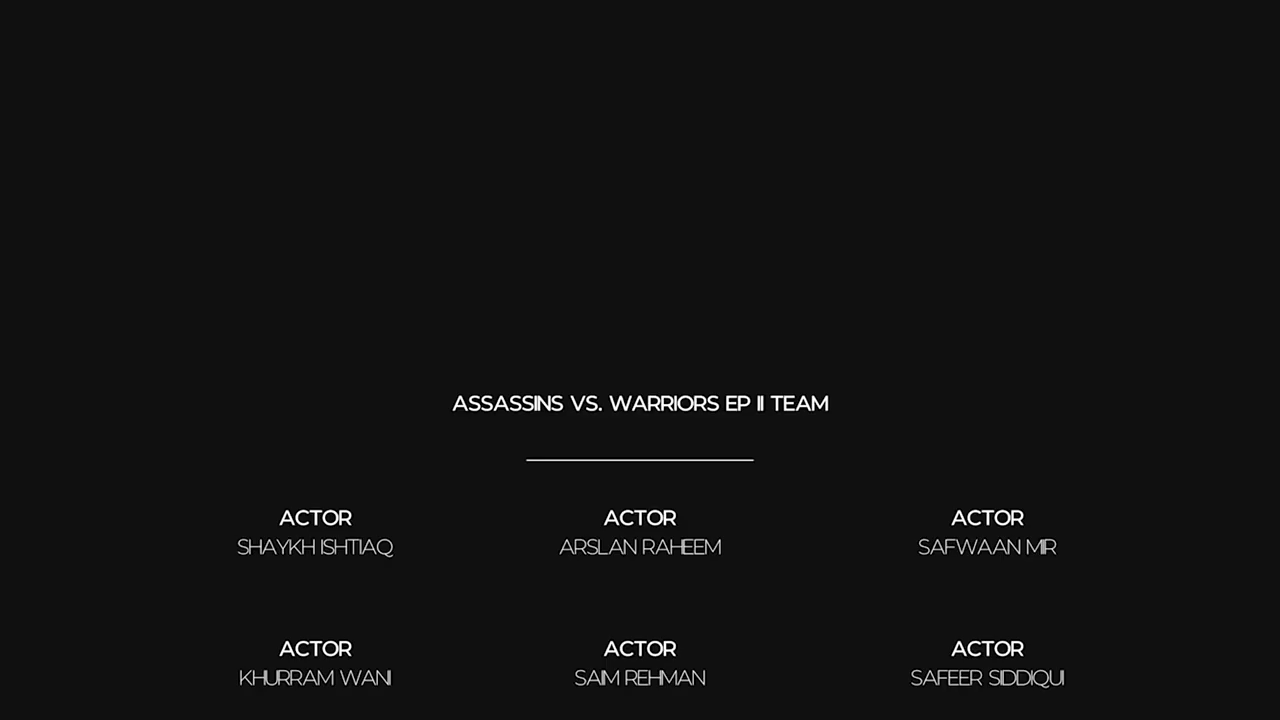 ASSASSINS VS. WARRIORS EP II TEAM
ACTOR ACTOR ACTOR
SHAYKH ISHTIAQ ARSLAN RAHEEM SAFWAAN MIR
ACTOR ACTOR ACTOR
KHURRAM WANI SAIM REHMAN SAFEER SIDDIQUI